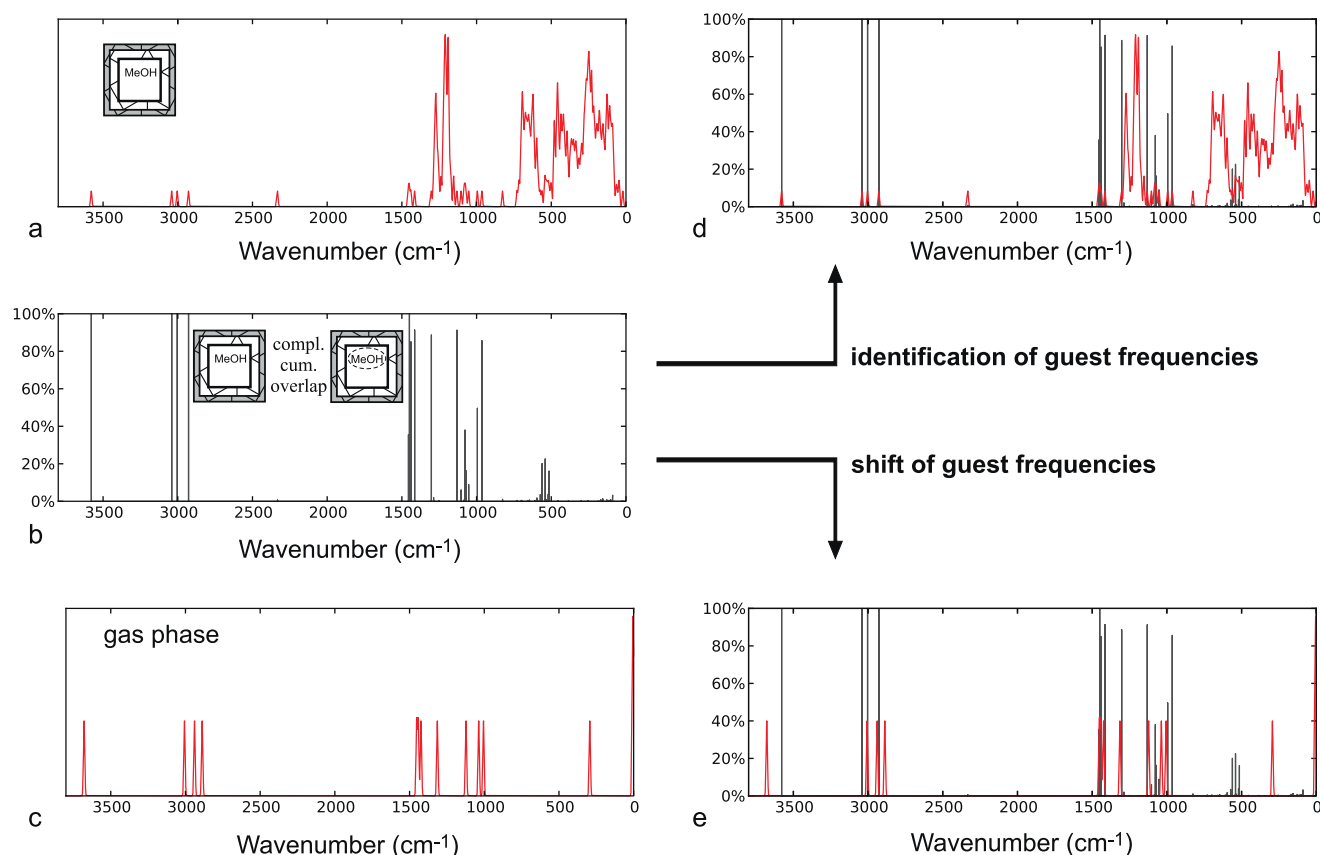 MeOH
3500 3000 2500 2000 1500 1000 500 0
a
Wavenumber (cm-1)
100%
80%
60%
40%
20%
0%
3500 3000 2500 2000 1500 1000 500 0
d
Wavenumber (cm-1)
100%
80%
60%
40%
20%
0%
MeOH
compl.
cum.
overlap
MeOH
3500 3000 2500 2000 1500 1000 500 0
b
Wavenumber (cm-1)
identification of guest frequencies
shift of guest frequencies
gas phase
3500 3000 2500 2000 1500 1000 500 0
c
Wavenumber (cm-1)
100%
80%
60%
40%
20%
0%
3500 3000 2500 2000 1500 1000 500 0
e
Wavenumber (cm-1)